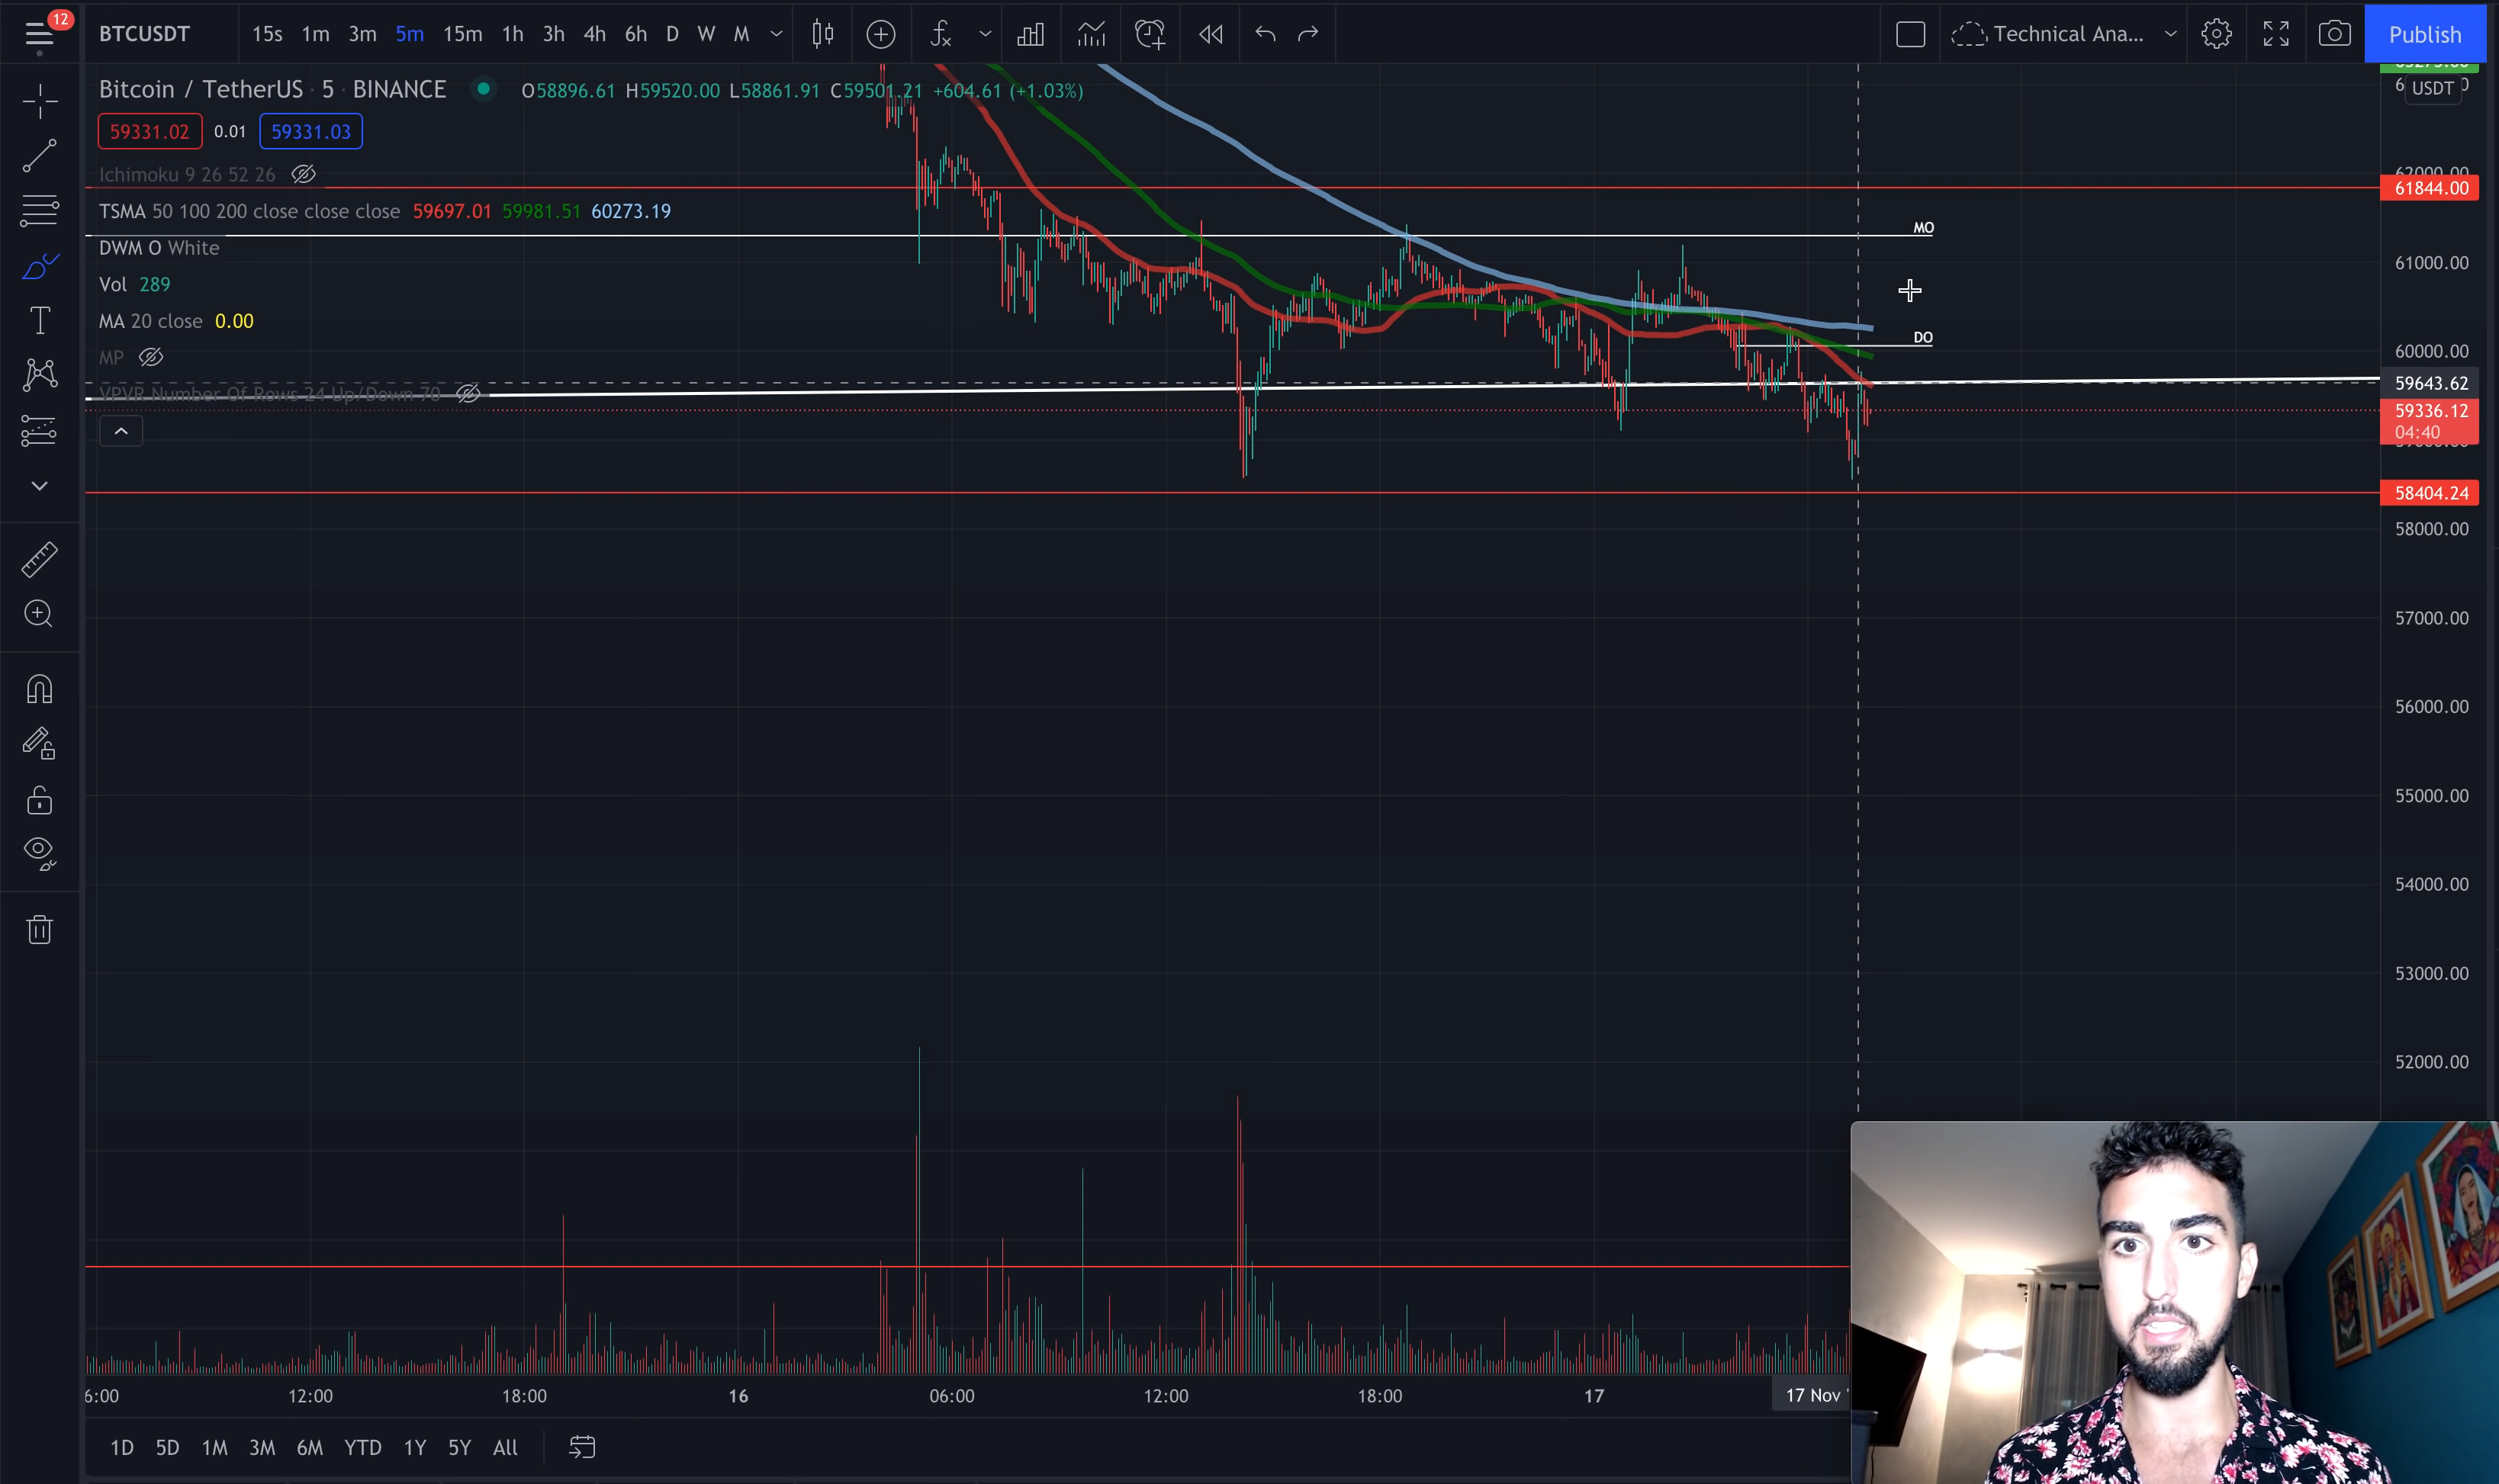 12
BTCUSDT 15s 1m 3m 5m 15m 1h 3h 4h 6h D W M Technical Ana... Publish
Bitcoin / TetherUS · 5 · BINANCE O58896.61 H59520.00 L58861.91 C59501.21 +604.61 (+1.03%)
USDT
59331.02 0.01 59331.03
Ichimoku 9 26 52 26
62000.00
61844.00
TSMA 50 100 200 close close close 59697.01 59981.51 60273.19
MO
DWM O White
61000.00
Vol 289
MA 20 close 0.00
DO
60000.00
MP
59643.62
VPVR Number Of Rows 24 Up/Down 70
59336.12
04:40
58404.24
58000.00
57000.00
56000.00
55000.00
54000.00
53000.00
52000.00
6:00 12:00 18:00 16 06:00 12:00 18:00 17 17 Nov '
1D 5D 1M 3M 6M YTD 1Y 5Y All